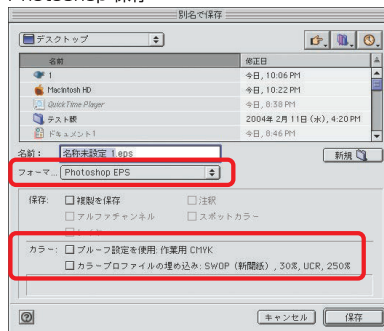 Photoshop 保存
別名で保存
デスクトップ
名前
修正日
1
今日, 10:06 PM
Macintosh HD
今日, 10:22 PM
QuickTime Player
今日, 8:38 PM
テスト版
2004年 2月 11日 (水), 4:20 PM
ドキュメント1
今日, 8:46 PM
名前： 名称未設定 1.eps
新規
フォーマ... Photoshop EPS
保存: 複製を保存 注釈
アルファチャンネル スポットカラー
レイヤー
カラー: プルーフ設定を使用: 作業用 CMYK
カラープロファイルの埋め込み: SWOP（新聞紙）, 30%, UCR, 250%
キャンセル 保存